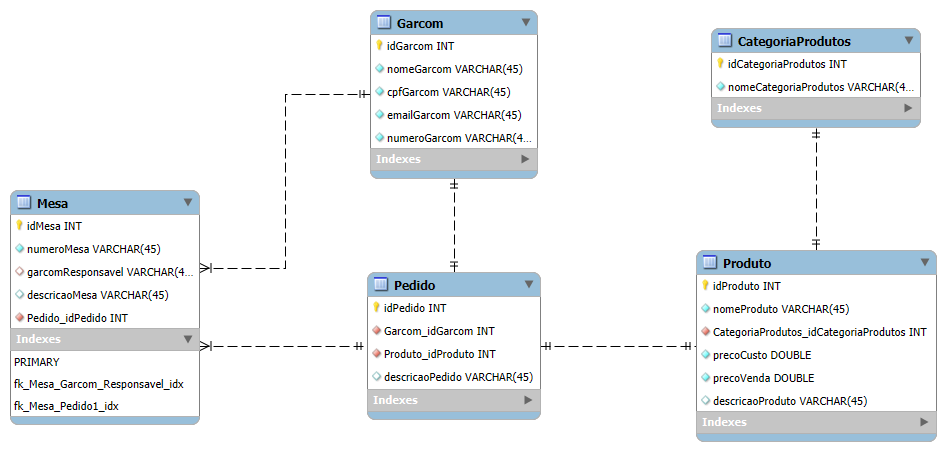 Garcom
idGarcom INT
nomeGarcom VARCHAR(45)
cpfGarcom VARCHAR(45)
emailGarcom VARCHAR(45)
numeroGarcom VARCHAR(4...
Indexes
CategoriaProdutos
idCategoriaProdutos INT
nomeCategoriaProdutos VARCHAR(4...
Indexes
Mesa
idMesa INT
numeroMesa VARCHAR(45)
garcomResponsavel VARCHAR(4...
descricaoMesa VARCHAR(45)
Pedido_idPedido INT
Indexes
PRIMARY
fk_Mesa_Garcom_Responsavel_idx
fk_Mesa_Pedido1_idx
Pedido
idPedido INT
Garcom_idGarcom INT
Produto_idProduto INT
descricaoPedido VARCHAR(45)
Indexes
Produto
idProduto INT
nomeProduto VARCHAR(45)
CategoriaProdutos_idCategoriaProdutos INT
precoCusto DOUBLE
precoVenda DOUBLE
descricaoProduto VARCHAR(45)
Indexes